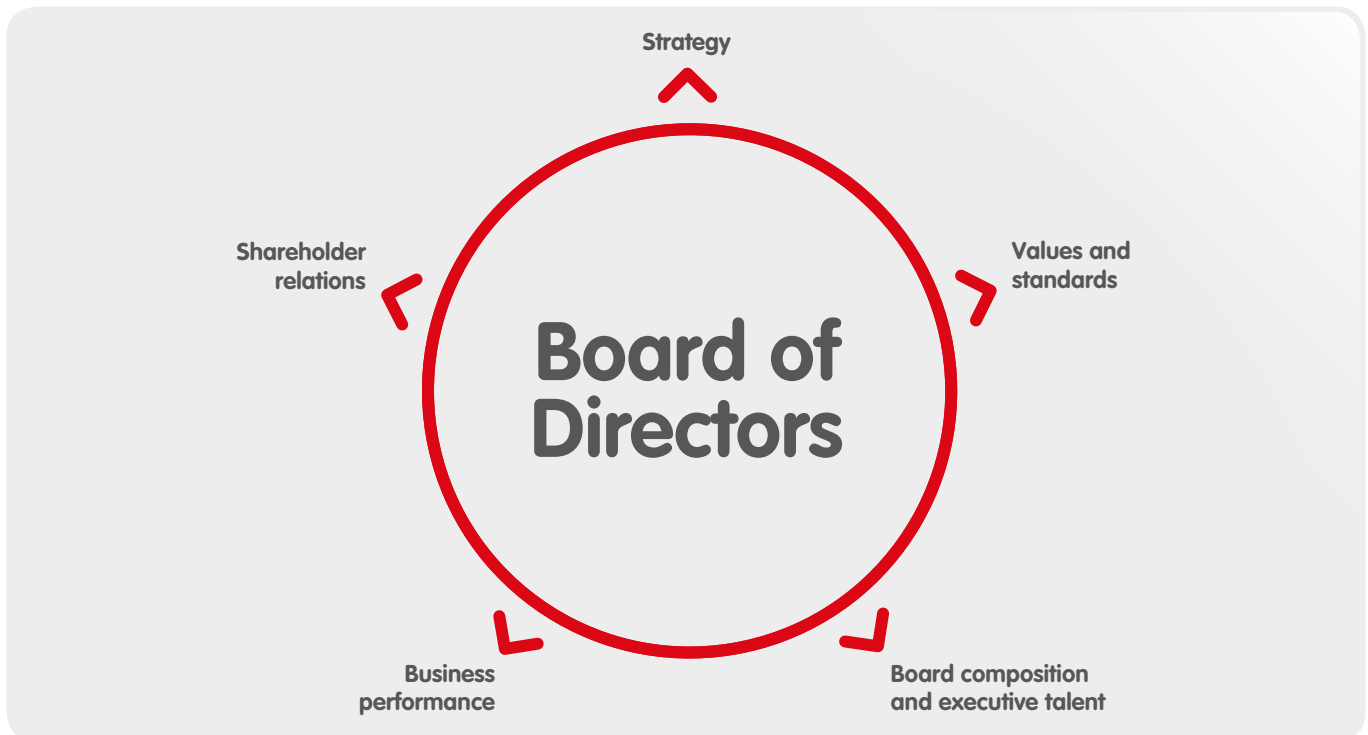 Strategy
Shareholder
relations
Values and
standards
Board of
Directors
Business
performance
Board composition
and executive talent